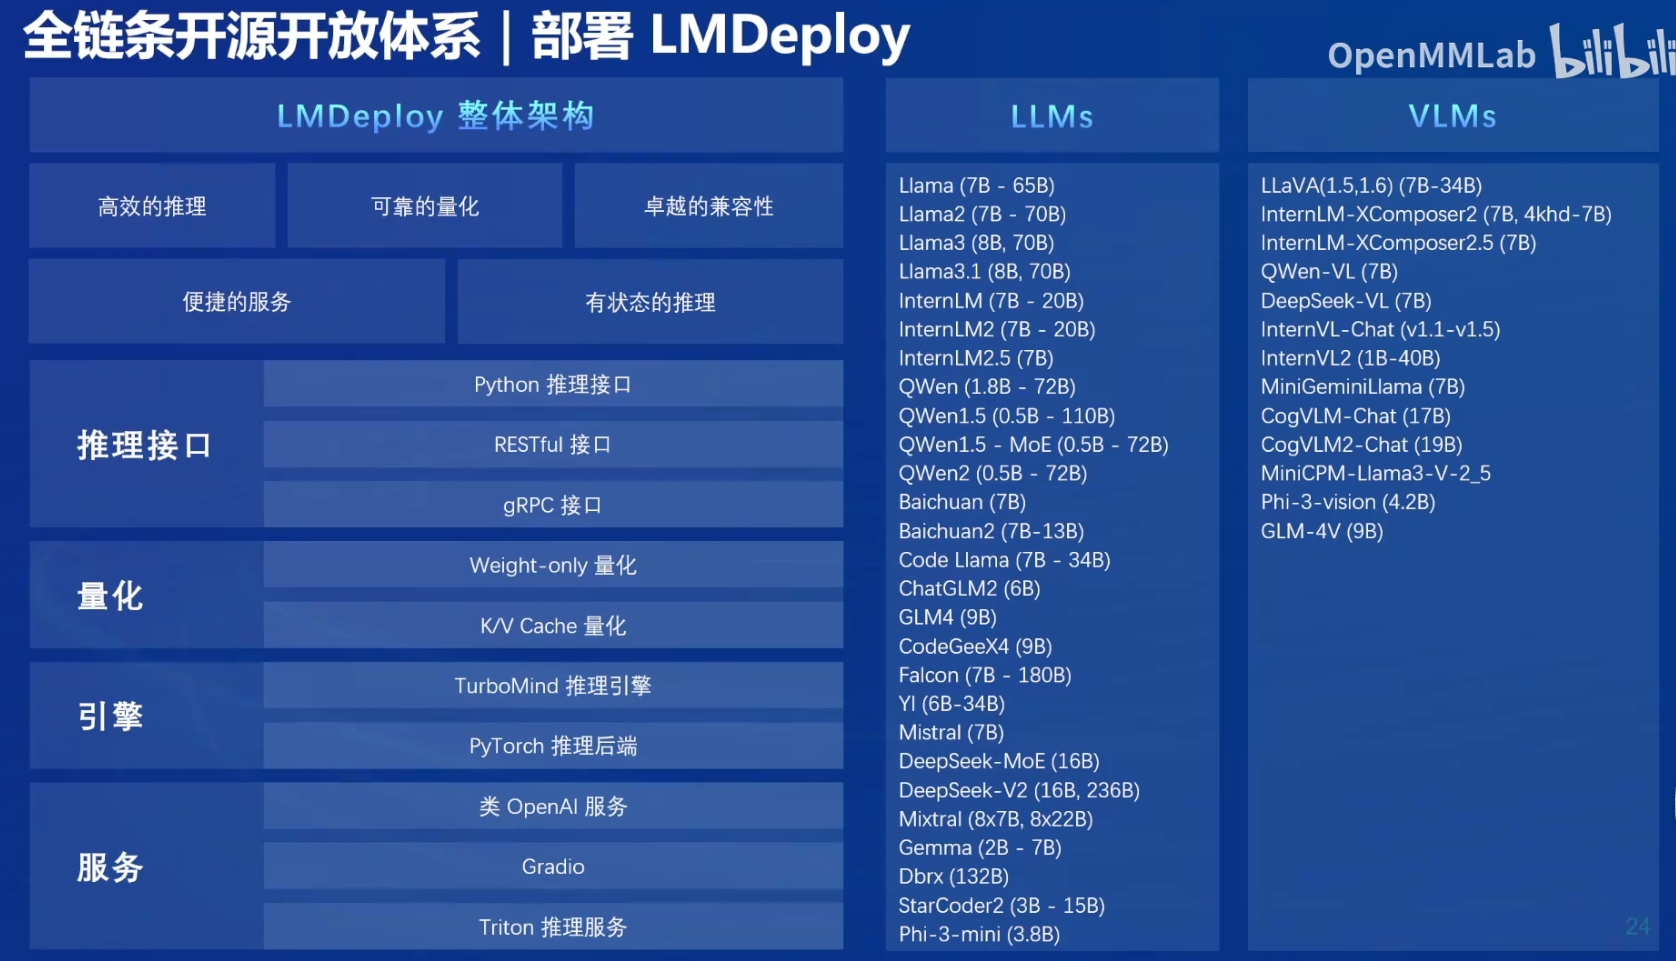 全链条开源开放体系｜部署 LMDeploy
OpenMMLab bilibili
LMDeploy 整体架构
高效的推理
可靠的量化
卓越的兼容性
便捷的服务
有状态的推理
推理接口
Python 推理接口
RESTful 接口
gRPC 接口
量化
Weight-only 量化
K/V Cache 量化
引擎
TurboMind 推理引擎
PyTorch 推理后端
服务
类 OpenAI 服务
Gradio
Triton 推理服务
LLMs
Llama (7B - 65B)
Llama2 (7B - 70B)
Llama3 (8B, 70B)
Llama3.1 (8B, 70B)
InternLM (7B - 20B)
InternLM2 (7B - 20B)
InternLM2.5 (7B)
QWen (1.8B - 72B)
QWen1.5 (0.5B - 110B)
QWen1.5 - MoE (0.5B - 72B)
QWen2 (0.5B - 72B)
Baichuan (7B)
Baichuan2 (7B-13B)
Code Llama (7B - 34B)
ChatGLM2 (6B)
GLM4 (9B)
CodeGeeX4 (9B)
Falcon (7B - 180B)
YI (6B-34B)
Mistral (7B)
DeepSeek-MoE (16B)
DeepSeek-V2 (16B, 236B)
Mixtral (8x7B, 8x22B)
Gemma (2B - 7B)
Dbrx (132B)
StarCoder2 (3B - 15B)
Phi-3-mini (3.8B)
VLMs
LLaVA(1.5,1.6) (7B-34B)
InternLM-XComposer2 (7B, 4khd-7B)
InternLM-XComposer2.5 (7B)
QWen-VL (7B)
DeepSeek-VL (7B)
InternVL-Chat (v1.1-v1.5)
InternVL2 (1B-40B)
MiniGeminiLlama (7B)
CogVLM-Chat (17B)
CogVLM2-Chat (19B)
MiniCPM-Llama3-V-2_5
Phi-3-vision (4.2B)
GLM-4V (9B)
24